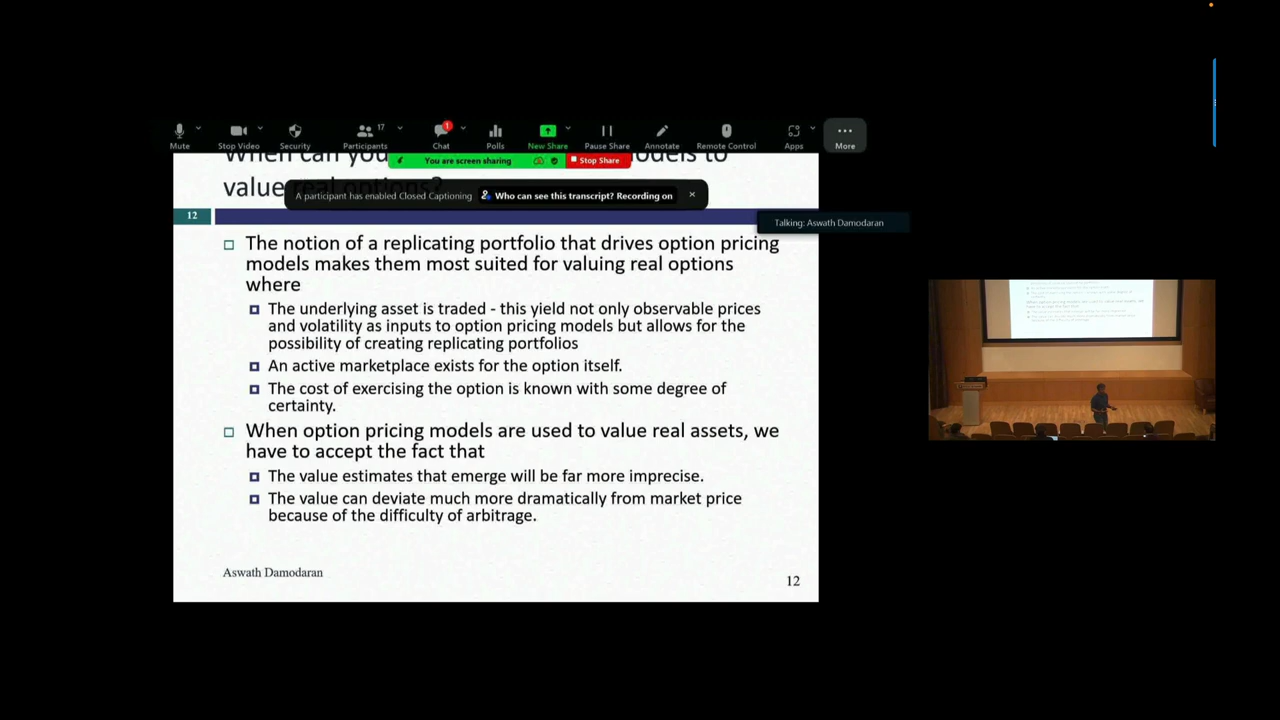 Mute
Stop Video
Security
Participants
17
Chat
1
Polls
New Share
Pause Share
Annotate
Remote Control
Apps
More
When can you
to
You are screen sharing
Stop Share
value real options?
A participant has enabled Closed Captioning
Who can see this transcript? Recording on
12
Talking: Aswath Damodaran
The notion of a replicating portfolio that drives option pricing
models makes them most suited for valuing real options
where
The underlying asset is traded - this yield not only observable prices
and volatility as inputs to option pricing models but allows for the
possibility of creating replicating portfolios
An active marketplace exists for the option itself.
The cost of exercising the option is known with some degree of
certainty.
When option pricing models are used to value real assets, we
have to accept the fact that
The value estimates that emerge will be far more imprecise.
The value can deviate much more dramatically from market price
because of the difficulty of arbitrage.
Aswath Damodaran
12